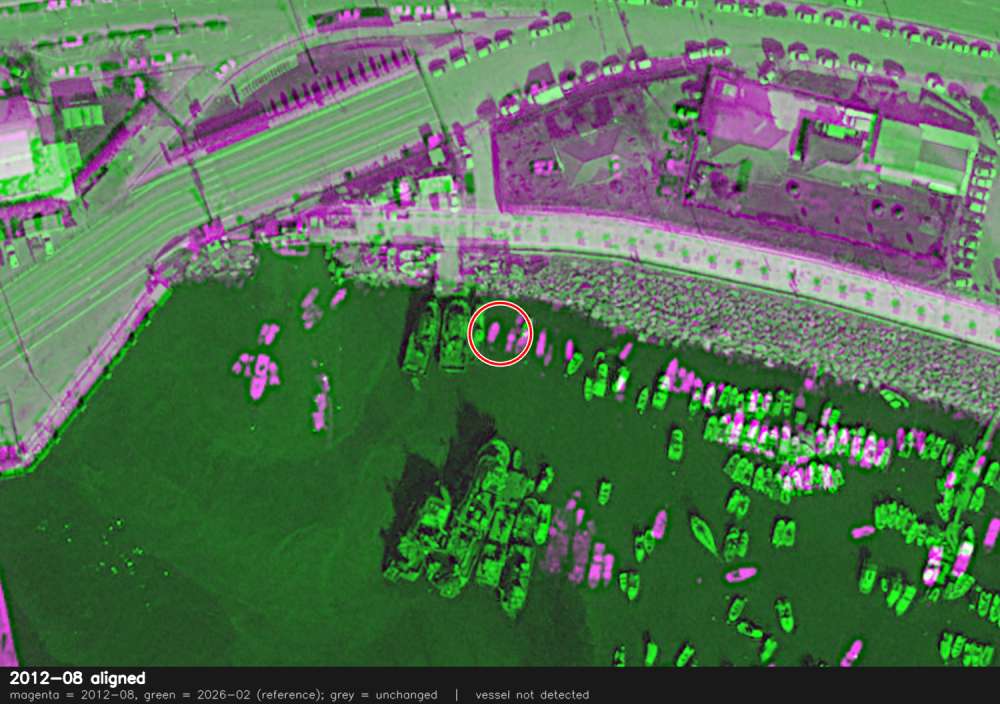 2012-08 aligned
magenta = 2012-08, green = 2026-02 (reference); grey = unchanged | vessel not detected